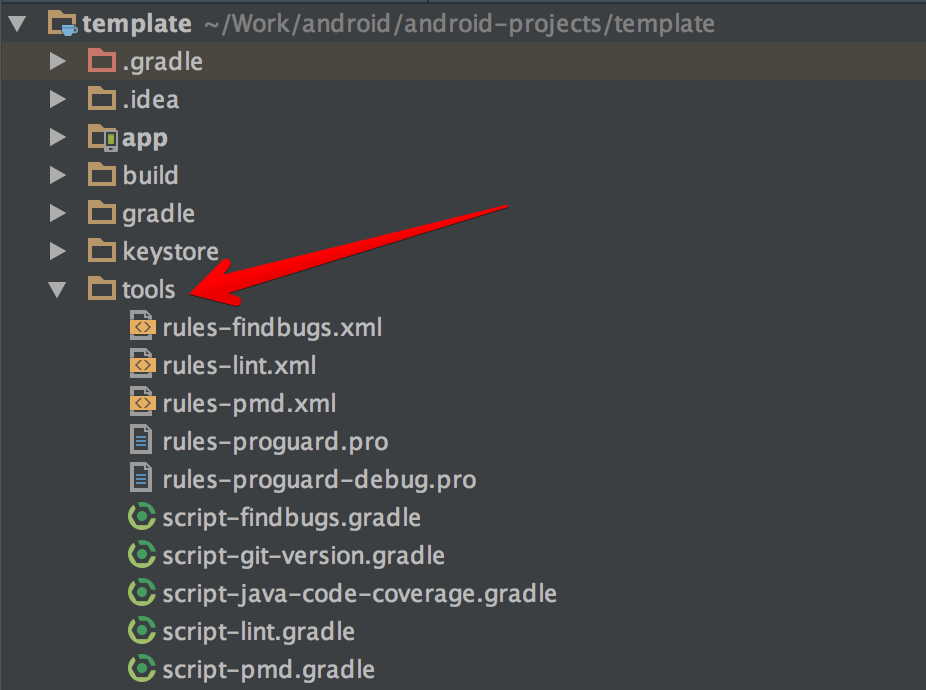 template ~/Work/android/android-projects/template
.gradle
.idea
app
build
gradle
keystore
tools
rules-findbugs.xml
rules-lint.xml
rules-pmd.xml
rules-proguard.pro
rules-proguard-debug.pro
script-findbugs.gradle
script-git-version.gradle
script-java-code-coverage.gradle
script-lint.gradle
script-pmd.gradle